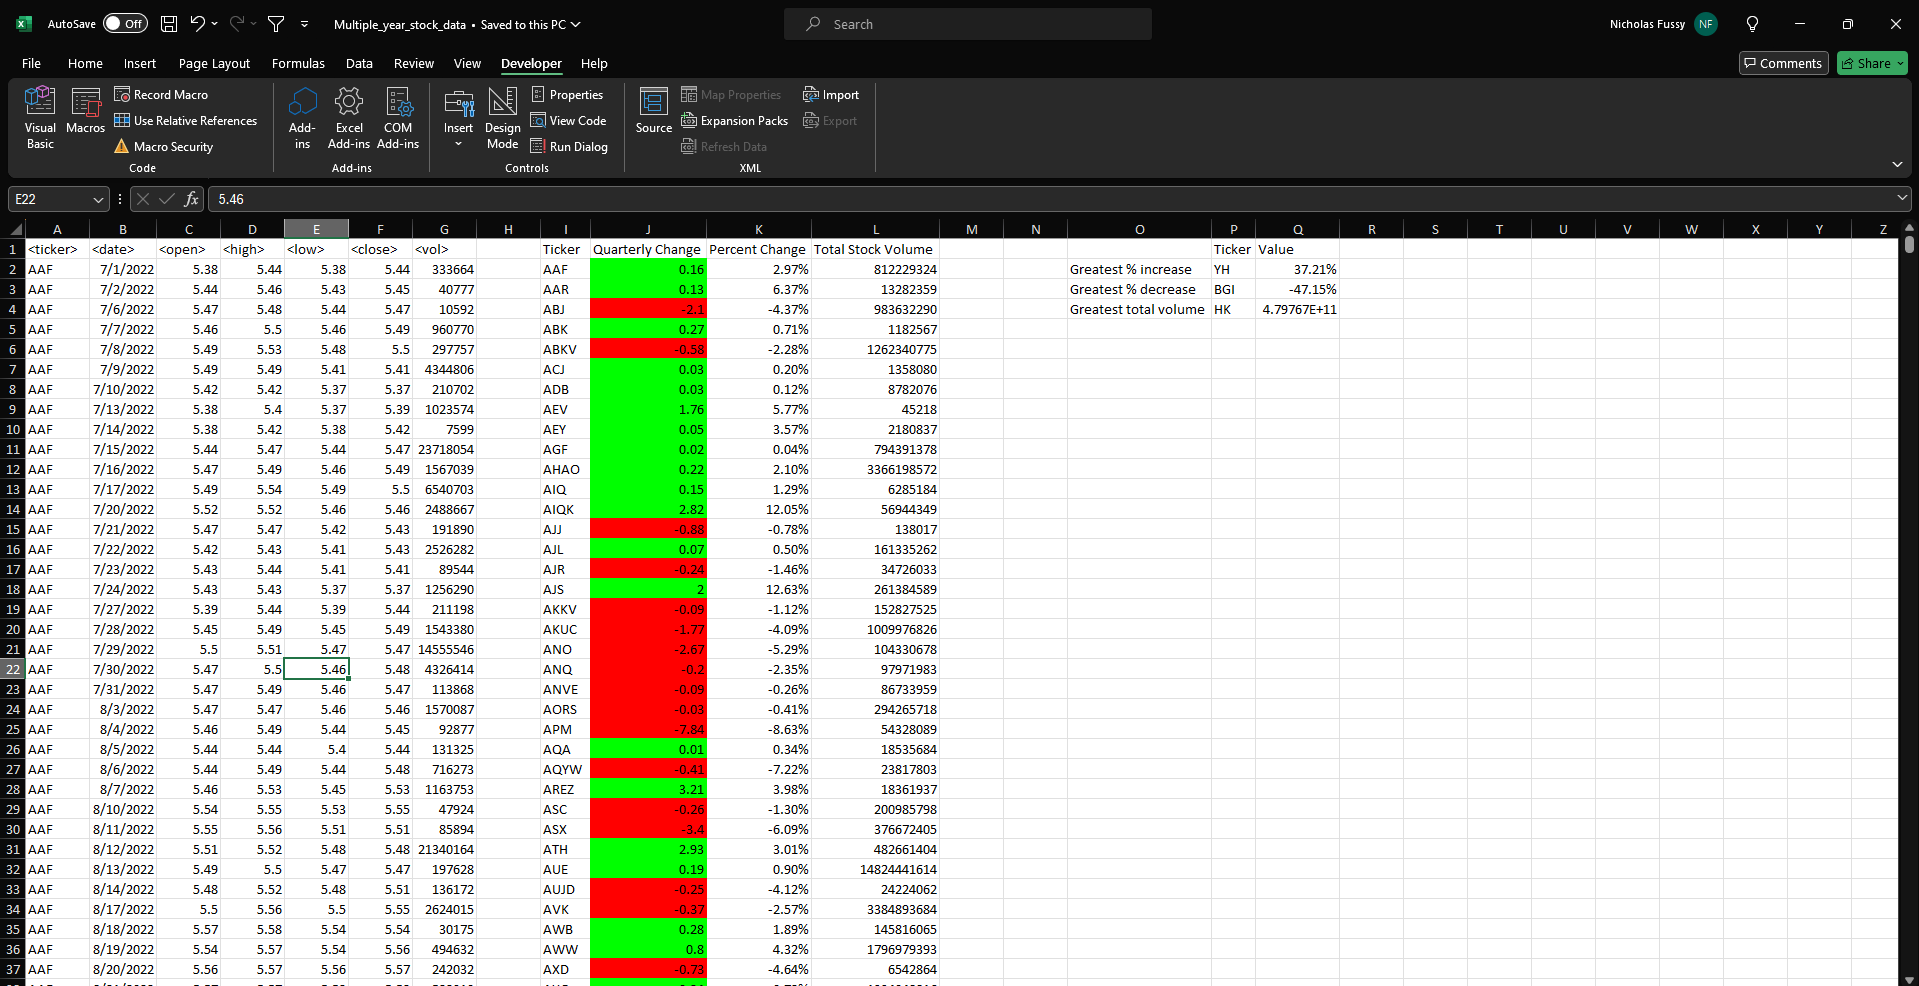 AutoSave Off Multiple_year_stock_data • Saved to this PC Search Nicholas Fussy NF
File Home Insert Page Layout Formulas Data Review View Developer Help Comments Share
Visual Basic
Macros
Record Macro
Use Relative References
Macro Security
Code
Add-ins
Excel Add-ins
COM Add-ins
Add-ins
Insert
Design Mode
Properties
View Code
Run Dialog
Controls
Source
Map Properties
Expansion Packs
Refresh Data
Import
Export
XML
E22 fx 5.46
A B C D E F G H I J K L M N O P Q R S T U V W X Y Z
1 <ticker> <date> <open> <high> <low> <close> <vol> Ticker Quarterly Change Percent Change Total Stock Volume Ticker Value
2 AAF 7/1/2022 5.38 5.44 5.38 5.44 333664 AAF 0.16 2.97% 812229324 Greatest % increase YH 37.21%
3 AAF 7/2/2022 5.44 5.46 5.43 5.45 40777 AAR 0.13 6.37% 13282359 Greatest % decrease BGI -47.15%
4 AAF 7/6/2022 5.47 5.48 5.44 5.47 10592 ABJ -2.1 -4.37% 983632290 Greatest total volume HK 4.79767E+11
5 AAF 7/7/2022 5.46 5.5 5.46 5.49 960770 ABK 0.27 0.71% 1182567
6 AAF 7/8/2022 5.49 5.53 5.48 5.5 297757 ABKV -0.58 -2.28% 1262340775
7 AAF 7/9/2022 5.49 5.49 5.41 5.41 4344806 ACJ 0.03 0.20% 1358080
8 AAF 7/10/2022 5.42 5.42 5.37 5.37 210702 ADB 0.03 0.12% 8782076
9 AAF 7/13/2022 5.38 5.4 5.37 5.39 1023574 AEV 1.76 5.77% 45218
10 AAF 7/14/2022 5.38 5.42 5.38 5.42 7599 AEY 0.05 3.57% 2180837
11 AAF 7/15/2022 5.44 5.47 5.44 5.47 23718054 AGF 0.02 0.04% 794391378
12 AAF 7/16/2022 5.47 5.49 5.46 5.49 1567039 AHAO 0.22 2.10% 3366198572
13 AAF 7/17/2022 5.49 5.54 5.49 5.5 6540703 AIQ 0.15 1.29% 6285184
14 AAF 7/20/2022 5.52 5.52 5.46 5.46 2488667 AIQK 2.82 12.05% 56944349
15 AAF 7/21/2022 5.47 5.47 5.42 5.43 191890 AJJ -0.88 -0.78% 138017
16 AAF 7/22/2022 5.42 5.43 5.41 5.43 2526282 AJL 0.07 0.50% 161335262
17 AAF 7/23/2022 5.43 5.44 5.41 5.41 89544 AJR -0.24 -1.46% 34726033
18 AAF 7/24/2022 5.43 5.43 5.37 5.37 1256290 AJS 2 12.63% 261384589
19 AAF 7/27/2022 5.39 5.44 5.39 5.44 211198 AKKV -0.09 -1.12% 152827525
20 AAF 7/28/2022 5.45 5.49 5.45 5.49 1543380 AKUC -1.77 -4.09% 1009976826
21 AAF 7/29/2022 5.5 5.51 5.47 5.47 14555546 ANO -2.67 -5.29% 104330678
22 AAF 7/30/2022 5.47 5.5 5.46 5.48 4326414 ANQ -0.2 -2.35% 97971983
23 AAF 7/31/2022 5.47 5.49 5.46 5.47 113868 ANVE -0.09 -0.26% 86733959
24 AAF 8/3/2022 5.47 5.47 5.46 5.46 1570087 AORS -0.03 -0.41% 294265718
25 AAF 8/4/2022 5.46 5.49 5.44 5.45 92877 APM -7.84 -8.63% 54328089
26 AAF 8/5/2022 5.44 5.44 5.4 5.44 131325 AQA 0.01 0.34% 18535684
27 AAF 8/6/2022 5.44 5.49 5.44 5.48 716273 AQYW -0.41 -7.22% 23817803
28 AAF 8/7/2022 5.46 5.53 5.45 5.53 1163753 AREZ 3.21 3.98% 18361937
29 AAF 8/10/2022 5.54 5.55 5.53 5.55 47924 ASC -0.26 -1.30% 200985798
30 AAF 8/11/2022 5.55 5.56 5.51 5.51 85894 ASX -3.4 -6.09% 376672405
31 AAF 8/12/2022 5.51 5.52 5.48 5.48 21340164 ATH 2.93 3.01% 482661404
32 AAF 8/13/2022 5.49 5.5 5.47 5.47 197628 AUE 0.19 0.90% 14824441614
33 AAF 8/14/2022 5.48 5.52 5.48 5.51 136172 AUJD -0.25 -4.12% 24224062
34 AAF 8/17/2022 5.5 5.56 5.5 5.55 2624015 AVK -0.37 -2.57% 3384893684
35 AAF 8/18/2022 5.57 5.58 5.54 5.54 30175 AWB 0.28 1.89% 145816065
36 AAF 8/19/2022 5.54 5.57 5.54 5.56 494632 AWW 0.8 4.32% 1796979393
37 AAF 8/20/2022 5.56 5.57 5.56 5.57 242032 AXD -0.73 -4.64% 6542864